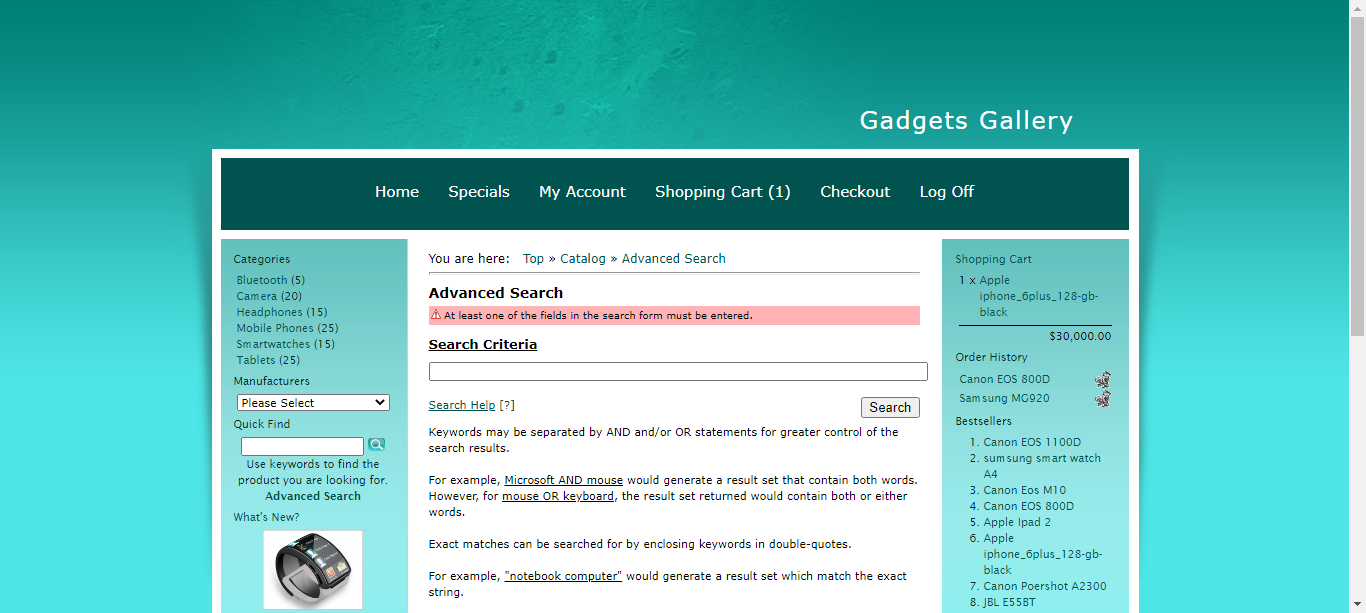 Gadgets Gallery
Home Specials My Account Shopping Cart (1) Checkout Log Off
Categories
Bluetooth (5)
Camera (20)
Headphones (15)
Mobile Phones (25)
Smartwatches (15)
Tablets (25)
Manufacturers
Please Select
Quick Find
Use keywords to find the
product you are looking for.
Advanced Search
What's New?
You are here: Top » Catalog » Advanced Search
Advanced Search
At least one of the fields in the search form must be entered.
Search Criteria
Search Help [?]
Search
Keywords may be separated by AND and/or OR statements for greater control of the
search results.
For example, Microsoft AND mouse would generate a result set that contain both words.
However, for mouse OR keyboard, the result set returned would contain both or either
words.
Exact matches can be searched for by enclosing keywords in double-quotes.
For example, "notebook computer" would generate a result set which match the exact
string.
Shopping Cart
1 x Apple
iphone_6plus_128-gb-
black
$30,000.00
Order History
Canon EOS 800D
Samsung MG920
Bestsellers
1. Canon EOS 1100D
2. sumsung smart watch
A4
3. Canon Eos M10
4. Canon EOS 800D
5. Apple Ipad 2
6. Apple
iphone_6plus_128-gb-
black
7. Canon Poershot A2300
8. JBL E55BT